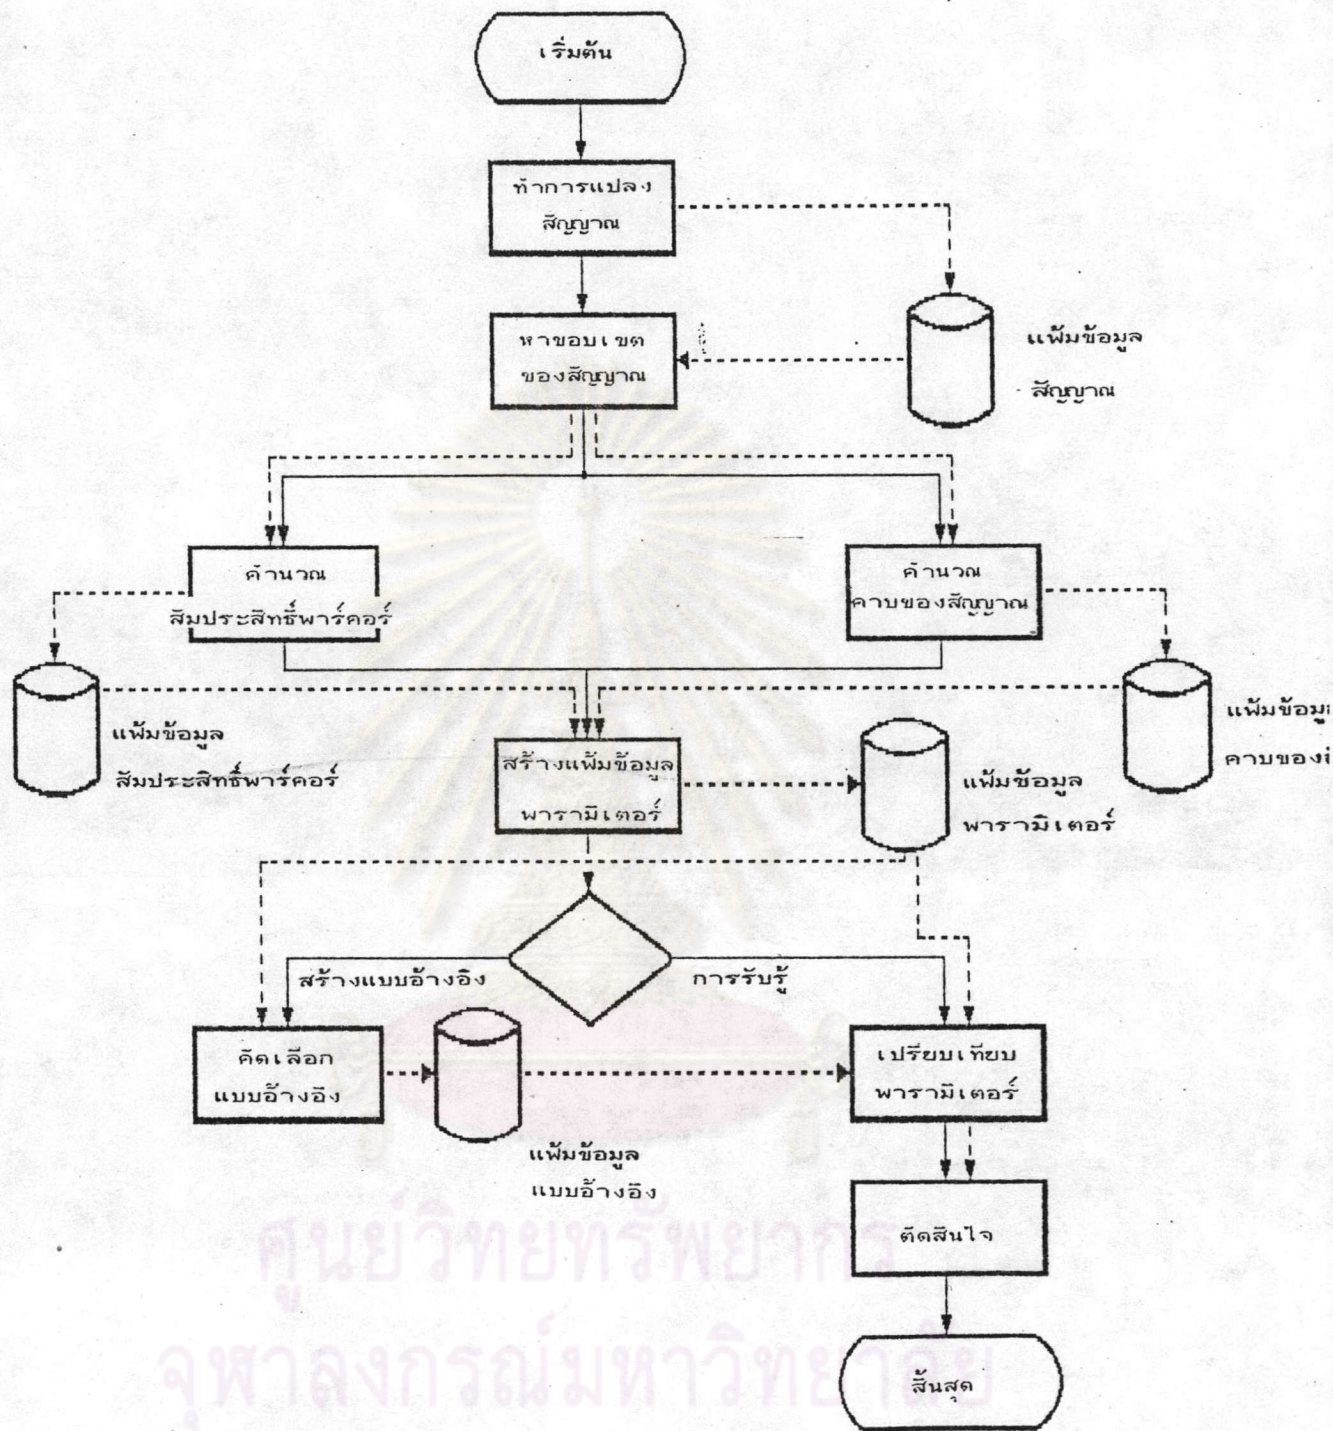 เริ่มต้น
ทำการแปลง
สัญญาณ
หาขอบเขต
ของสัญญาณ
แฟ้มข้อมูล
สัญญาณ
คำนวณ
สัมประสิทธิ์พาร์คอร์
คำนวณ
คาบของสัญญาณ
แฟ้มข้อมูล
สัมประสิทธิ์พาร์คอร์
สร้างแฟ้มข้อมูล
พารามิเตอร์
แฟ้มข้อมูล
พารามิเตอร์
แฟ้มข้อมู
คาบของ
สร้างแบบอ้างอิง
การรับรู้
คัดเลือก
แบบอ้างอิง
แฟ้มข้อมูล
แบบอ้างอิง
เปรียบเทียบ
พารามิเตอร์
ตัดสินใจ
สิ้นสุด
ศูนย์วิทยทรัพยากร
จุฬาลงกรณ์มหาวิทยาลัย